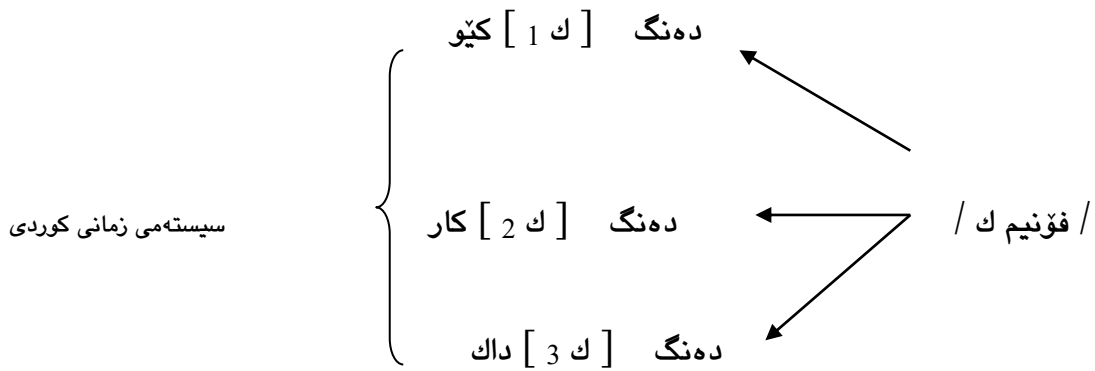 دەنگ [ ك 1 ] كێو
/ فۆنیم ك / دەنگ [ ك 2 ] كار سیستەمی زمانی كوردی
دەنگ [ ك 3 ] داك